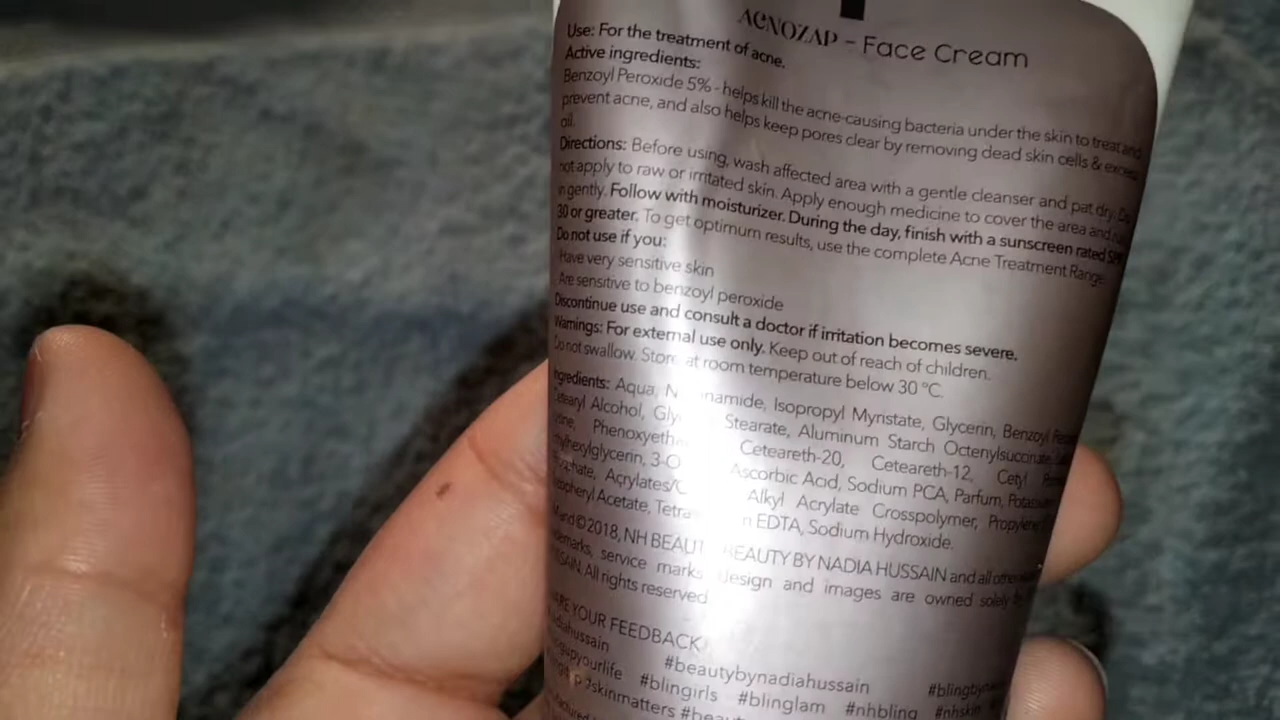 ACNOZAP - Face Cream
Use: For the treatment of acne.
Active ingredients:
Benzoyl Peroxide 5% - helps kill the acne-causing bacteria under the skin to treat and
prevent acne, and also helps keep pores clear by removing dead skin cells & excess
oil.
Directions: Before using, wash affected area with a gentle cleanser and pat dry. Do
not apply to raw or irritated skin. Apply enough medicine to cover the area and
in gently. Follow with moisturizer. During the day, finish with a sunscreen rated SPF
30 or greater. To get optimum results, use the complete Acne Treatment Range.
Do not use if you:
Have very sensitive skin
Are sensitive to benzoyl peroxide
Discontinue use and consult a doctor if irritation becomes severe.
Warnings: For external use only. Keep out of reach of children.
Do not swallow. Store at room temperature below 30 °C.
Ingredients: Aqua, Isopropyl Myristate, Glycerin, Benzoyl
Cetearyl Alcohol, Stearate, Aluminum Starch Octenylsuccinate,
Ceteareth-20, Ceteareth-12, Cetyl
Ascorbic Acid, Sodium PCA, Parfum,
Alkyl Acrylate Crosspolymer,
Acetate, EDTA, Sodium Hydroxide.
©2018, NH BEAUTY BY NADIA HUSSAIN and all other
service marks, design and images are owned solely
All rights reserved
YOUR FEEDBACK
#beautybynadiahussain
#blingirls #blinglam #nhbling
#skinmatters